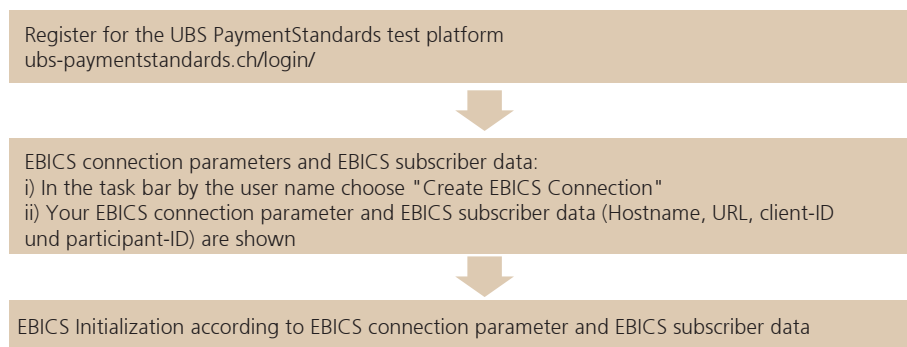 Register for the UBS PaymentStandards test platform
ubs-paymentstandards.ch/login/
EBICS connection parameters and EBICS subscriber data:
i) In the task bar by the user name choose "Create EBICS Connection"
ii) Your EBICS connection parameter and EBICS subscriber data (Hostname, URL, client-ID
und participant-ID) are shown
EBICS Initialization according to EBICS connection parameter and EBICS subscriber data